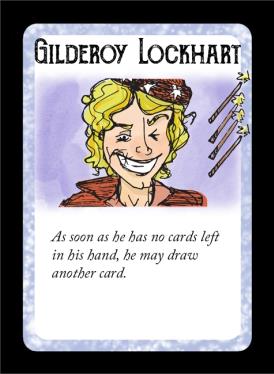 GILDEROY LOCKHART
As soon as he has no cards left
in his hand, he may draw
another card.